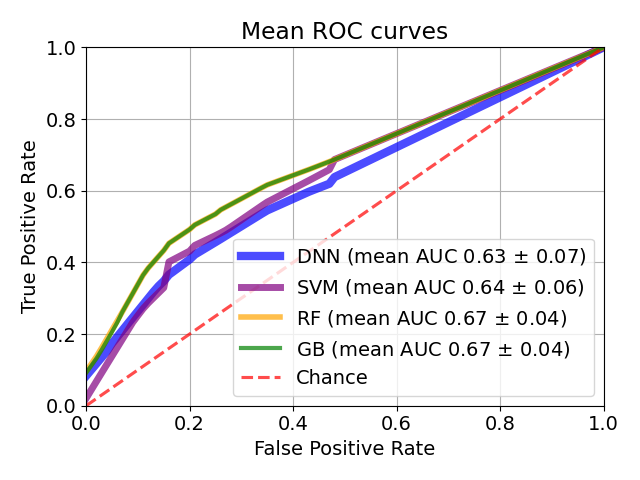 Mean ROC curves
1.0
0.8
0.6
0.4
0.2
0.0
True Positive Rate
DNN (mean AUC 0.63 ± 0.07)
SVM (mean AUC 0.64 ± 0.06)
RF (mean AUC 0.67 ± 0.04)
GB (mean AUC 0.67 ± 0.04)
Chance
0.0 0.2 0.4 0.6 0.8 1.0
False Positive Rate